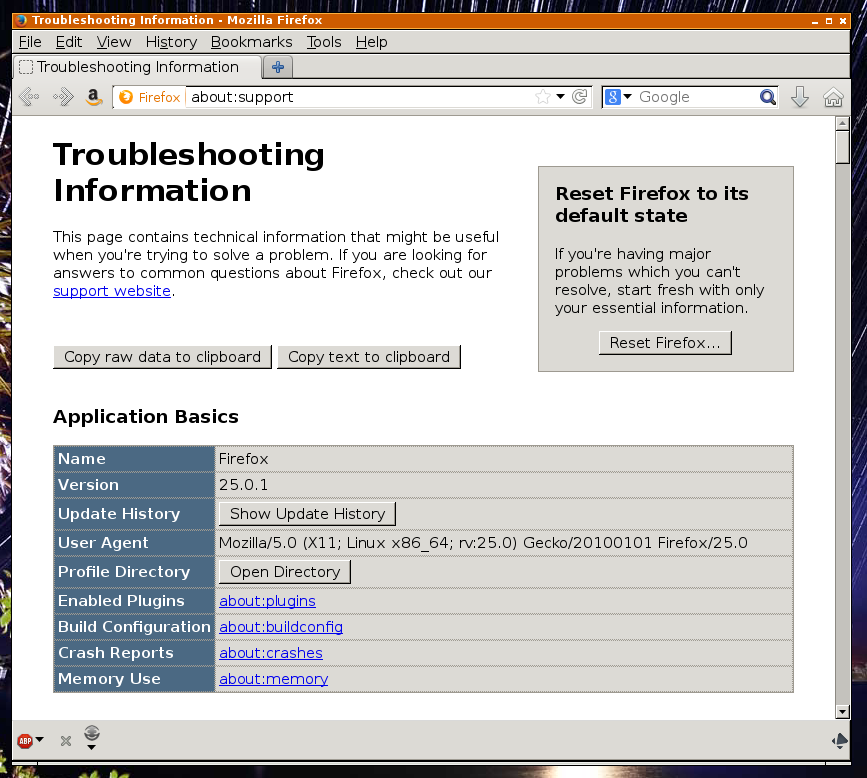 Troubleshooting Information - Mozilla Firefox
File Edit View History Bookmarks Tools Help
Troubleshooting Information
Firefox about:support
8 Google
Troubleshooting
Information
This page contains technical information that might be useful
when you're trying to solve a problem. If you are looking for
answers to common questions about Firefox, check out our
support website.
Copy raw data to clipboard Copy text to clipboard
Reset Firefox to its
default state
If you're having major
problems which you can't
resolve, start fresh with only
your essential information.
Reset Firefox...
Application Basics
Name Firefox
Version 25.0.1
Update History Show Update History
User Agent Mozilla/5.0 (X11; Linux x86_64; rv:25.0) Gecko/20100101 Firefox/25.0
Profile Directory Open Directory
Enabled Plugins about:plugins
Build Configuration about:buildconfig
Crash Reports about:crashes
Memory Use about:memory
ABP